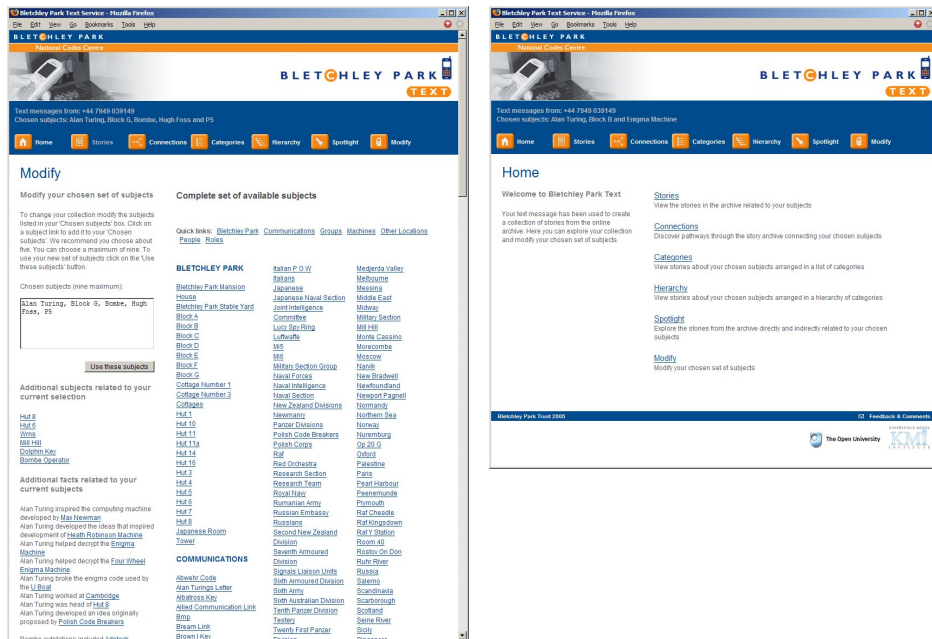 Bletchley Park Text Service - Mozilla Firefox
File Edit View Go Bookmarks Tools Help
BLETCHLEY PARK
National Codes Centre
BLETCHLEY PARK
TEXT
Text messages from: +44 7949 039149
Chosen subjects: Alan Turing, Block G, Bombe, Hugh Foss and P5
Home Stories Connections Categories Hierarchy Spotlight Modify
Modify
Modify your chosen set of subjects
To change your collection modify the subjects
listed in your 'Chosen subjects' box. Click on
a subject link to add it to your 'Chosen
subjects'. We recommend you choose about
five. You can choose a maximum of nine. To
use your new set of subjects click on the 'Use
these subjects' button.
Chosen subjects (nine maximum):
Alan Turing, Block G, Bombe, Hugh
Foss, P5
Use these subjects
Additional subjects related to your
current selection
Hut 8
Hut 6
Wrns
Mill Hill
Dolphin Key
Bombe Operator
Additional facts related to your
current subjects
Alan Turing inspired the computing machine
developed by Max Newman
Alan Turing developed the ideas that inspired
development of Heath Robinson Machine
Alan Turing helped decrypt the Enigma
Machine
Alan Turing helped decrypt the Four Wheel
Enigma Machine
Alan Turing broke the enigma code used by
the U Boat
Alan Turing worked at Cambridge
Alan Turing was head of Hut 8
Alan Turing developed an idea originally
proposed by Polish Code Breakers
Complete set of available subjects
Quick links: Bletchley Park Communications Groups Machines Other Locations
People Roles
BLETCHLEY PARK
Bletchley Park Mansion
House
Bletchley Park Stable Yard
Block A
Block B
Block C
Block D
Block E
Block F
Block G
Cottage Number 1
Cottage Number 3
Cottages
Hut 1
Hut 10
Hut 11
Hut 11a
Hut 14
Hut 16
Hut 3
Hut 4
Hut 5
Hut 6
Hut 7
Hut 8
Japanese Room
Tower
COMMUNICATIONS
Abwehr Code
Alan Turings Letter
Albatross Key
Allied Communication Link
Bmp
Bream Link
Brown I Key
Italian P O W
Italians
Japanese
Japanese Naval Section
Joint Intelligence
Committee
Lucy Spy Ring
Luftwaffe
Mi5
Mi6
Military Section Group
Naval Forces
Naval Intelligence
Naval Section
New Zealand Divisions
Newmanry
Panzer Divisions
Polish Code Breakers
Polish Corps
Raf
Red Orchestra
Research Section
Research Team
Royal Navy
Rumanian Army
Russian Embassy
Russians
Second New Zealand
Division
Seventh Armoured
Division
Signals Liaison Units
Sixth Armoured Division
Sixth Army
Sixth Australian Division
Tenth Panzer Division
Testery
Twenty First Panzer
Medjerda Valley
Melbourne
Messina
Middle East
Midway
Military Section
Mill Hill
Monte Cassino
Morecombe
Moscow
Narvik
New Bradwell
Newfoundland
Newport Pagnell
Normandy
Northern Sea
Norway
Nuremburg
Op 20 G
Oxford
Palestine
Paris
Pearl Harbour
Peenemunde
Plymouth
Raf Cheadle
Raf Kingsdown
Raf Y Station
Room 40
Rostov On Don
Ruhr River
Russia
Salerno
Scandinavia
Scarborough
Scotland
Seine River
Sicily
Bletchley Park Text Service - Mozilla Firefox
File Edit View Go Bookmarks Tools Help
BLETCHLEY PARK
National Codes Centre
BLETCHLEY PARK
TEXT
Text messages from: +44 7949 039149
Chosen subjects: Alan Turing, Block B and Enigma Machine
Home Stories Connections Categories Hierarchy Spotlight Modify
Home
Welcome to Bletchley Park Text
Your text message has been used to create
a collection of stories from the online
archive. Here you can explore your collection
and modify your chosen set of subjects.
Stories
View the stories in the archive related to your subjects
Connections
Discover pathways through the story archive connecting your chosen subjects
Categories
View stories about your chosen subjects arranged in a list of categories
Hierarchy
View stories about your chosen subjects arranged in a hierarchy of categories
Spotlight
Explore the stories from the archive directly and indirectly related to your chosen
subjects
Modify
Modify your chosen set of subjects
Bletchley Park Trust 2005
Feedback & Comments
The Open University
KNOWLEDGE MEDIA
KMi
INSTITUTE